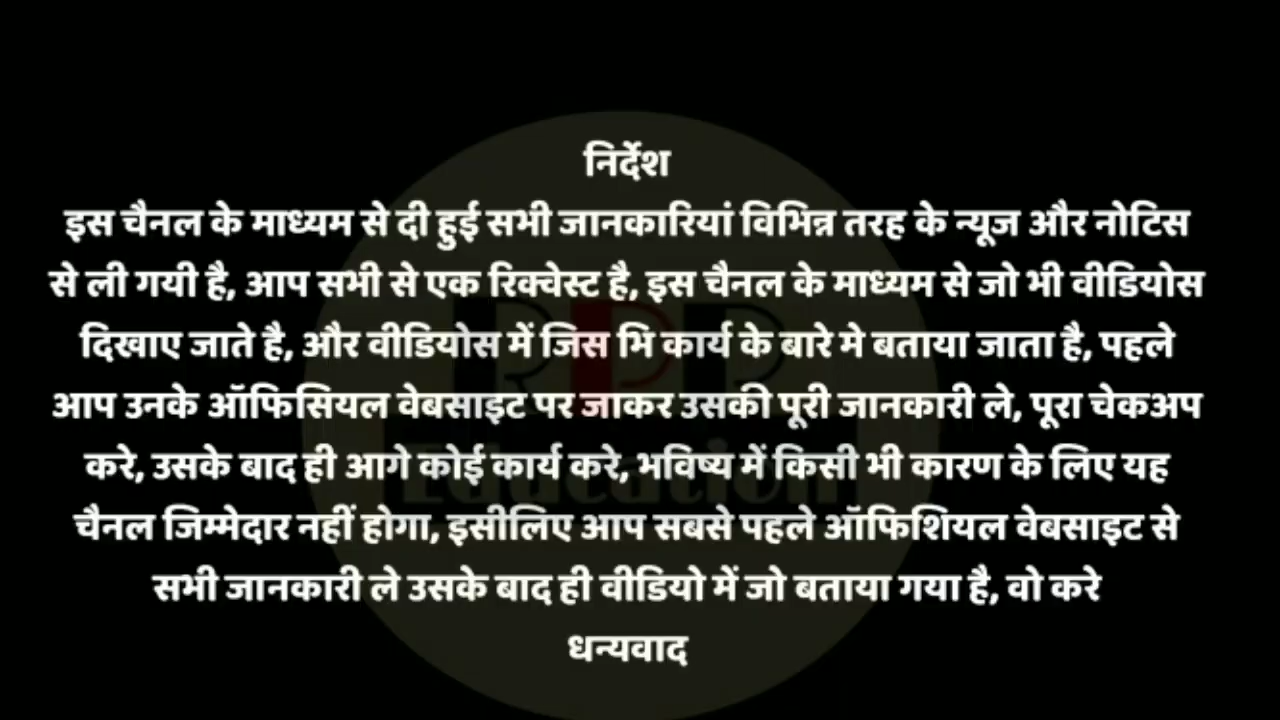 निर्देश
इस चैनल के माध्यम से दी हुई सभी जानकारियां विभिन्न तरह के न्यूज और नोटिस
से ली गयी है, आप सभी से एक रिक्वेस्ट है, इस चैनल के माध्यम से जो भी वीडियोस
दिखाए जाते है, और वीडियोस में जिस भि कार्य के बारे मे बताया जाता है, पहले
आप उनके ऑफिसियल वेबसाइट पर जाकर उसकी पूरी जानकारी ले, पूरा चेकअप
करे, उसके बाद ही आगे कोई कार्य करे, भविष्य में किसी भी कारण के लिए यह
चैनल जिम्मेदार नहीं होगा, इसीलिए आप सबसे पहले ऑफिशियल वेबसाइट से
सभी जानकारी ले उसके बाद ही वीडियो में जो बताया गया है, वो करे
धन्यवाद
Education